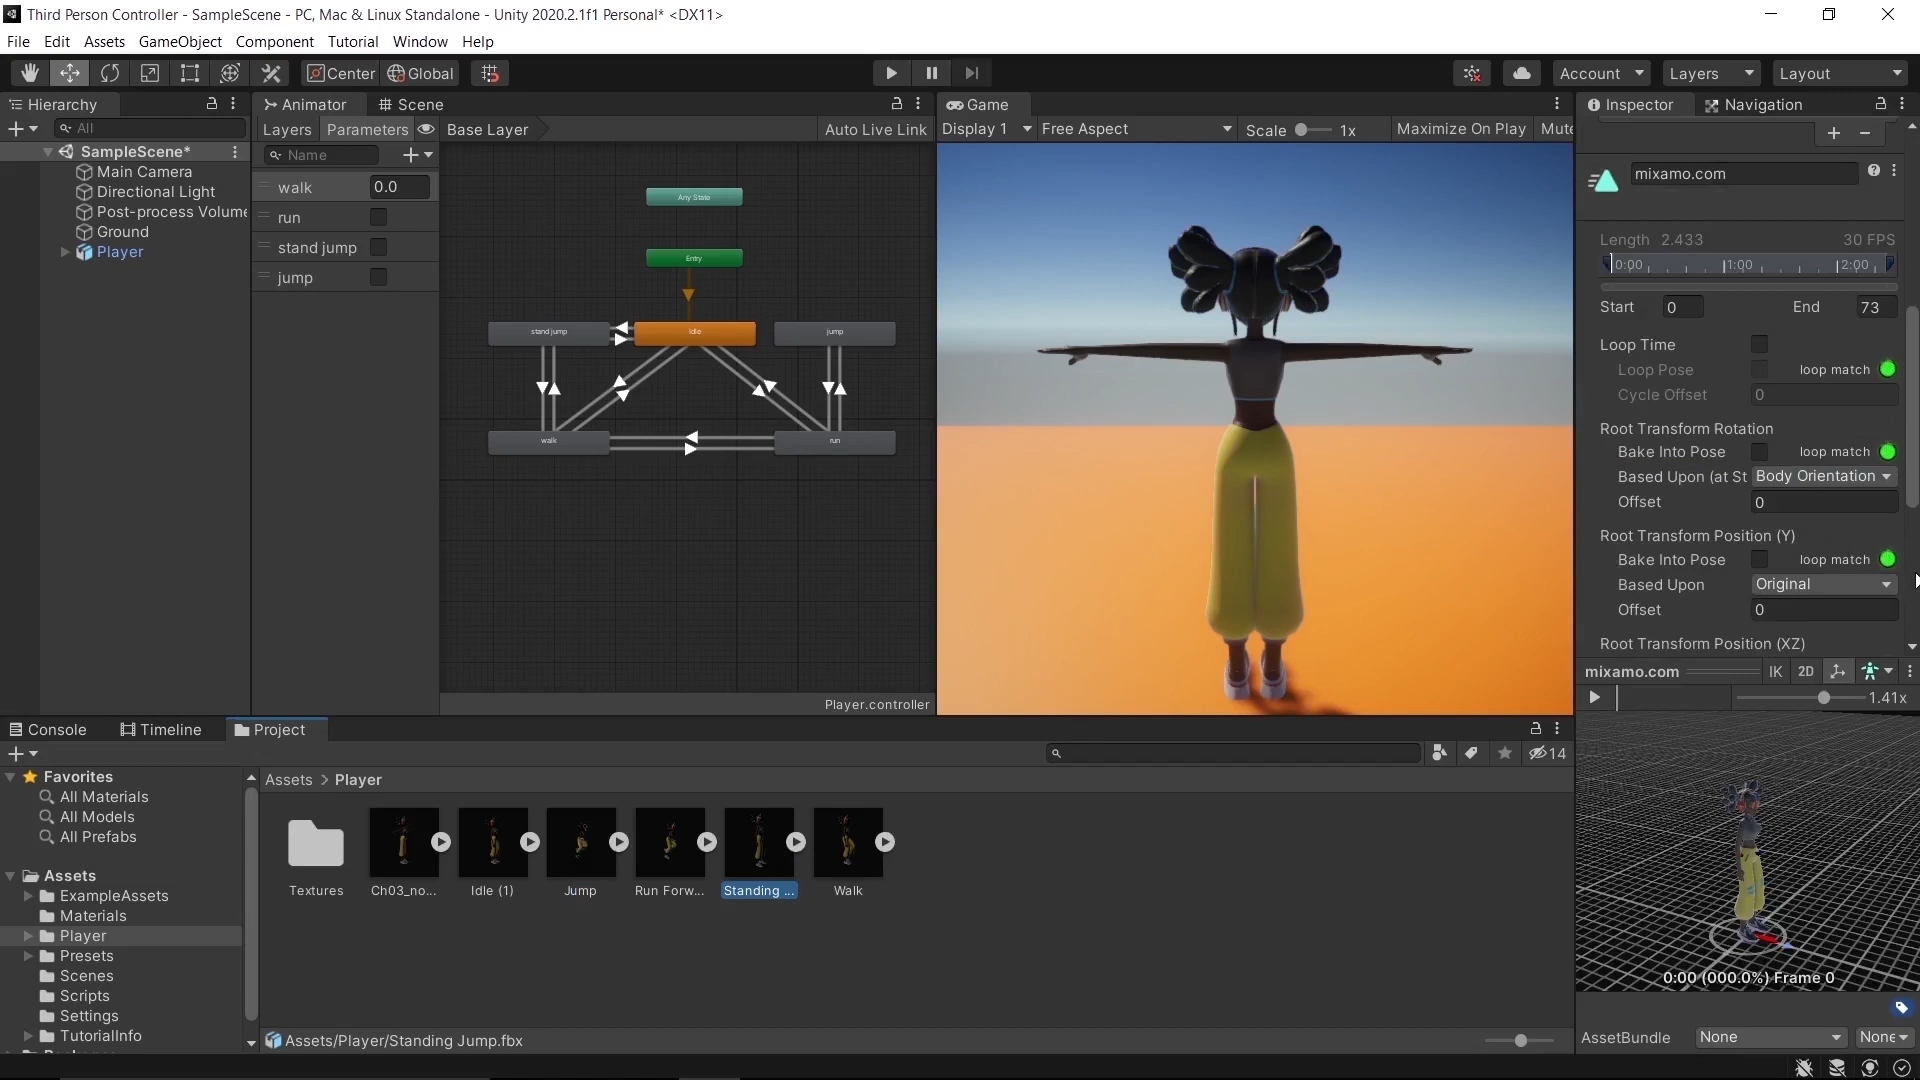 Third Person Controller - SampleScene - PC, Mac & Linux Standalone - Unity 2020.2.1f1 Personal* <DX11>
File Edit Assets GameObject Component Tutorial Window Help
Center Global Account Layers Layout
Hierarchy
All
SampleScene*
Main Camera
Directional Light
Post-process Volume
Ground
Player
Animator Scene
Layers Parameters Base Layer Auto Live Link
Name
walk 0.0
run
stand jump
jump
Any State
Entry
stand jump Idle jump
walk run
Player.controller
Game
Display 1 Free Aspect Scale 1x Maximize On Play Mute
Inspector Navigation
mixamo.com
Length 2.433 30 FPS
0:00 1:00 2:00
Start 0 End 73
Loop Time
Loop Pose loop match
Cycle Offset 0
Root Transform Rotation
Bake Into Pose loop match
Based Upon (at St Body Orientation
Offset 0
Root Transform Position (Y)
Bake Into Pose loop match
Based Upon Original
Offset 0
Root Transform Position (XZ)
mixamo.com IK 2D
1.41x
0:00 (000.0%) Frame 0
AssetBundle None None
Console Timeline Project
14
Favorites
All Materials
All Models
All Prefabs
Assets
ExampleAssets
Materials
Player
Presets
Scenes
Scripts
Settings
TutorialInfo
Assets > Player
Textures Ch03_no... Idle (1) Jump Run Forw... Standing ... Walk
Assets/Player/Standing Jump.fbx